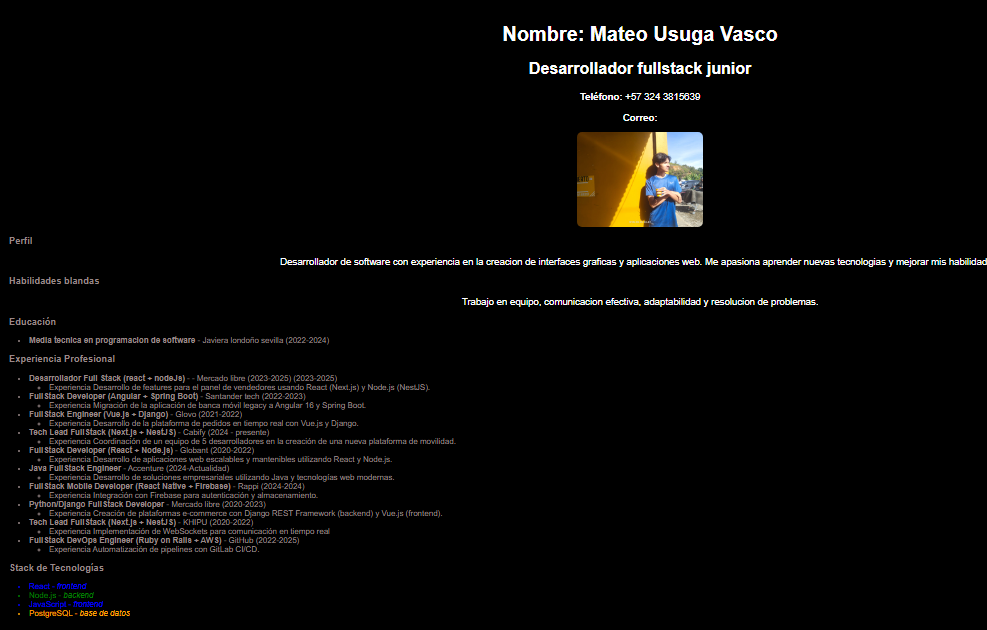 Nombre: Mateo Usuga Vasco
Desarrollador fullstack junior
Teléfono: +57 324 3815639
Correo:
Perfil
Desarrollador de software con experiencia en la creacion de interfaces graficas y aplicaciones web. Me apasiona aprender nuevas tecnologias y mejorar mis habilidad
Habilidades blandas
Trabajo en equipo, comunicacion efectiva, adaptabilidad y resolucion de problemas.
Educación
Media tecnica en programacion de software - Javiera londoño sevilla (2022-2024)
Experiencia Profesional
Desarrollador Full Stack (react + nodeJs) - - Mercado libre (2023-2025) (2023-2025)
Experiencia Desarrollo de features para el panel de vendedores usando React (Next.js) y Node.js (NestJS).
FullStack Developer (Angular + Spring Boot) - Santander tech (2022-2023)
Experiencia Migración de la aplicación de banca móvil legacy a Angular 16 y Spring Boot.
FullStack Engineer (Vue.js + Django) - Glovo (2021-2022)
Experiencia Desarrollo de la plataforma de pedidos en tiempo real con Vue.js y Django.
Tech Lead FullStack (Next.js + NestJS) - Cabify (2024 - presente)
Experiencia Coordinación de un equipo de 5 desarrolladores en la creación de una nueva plataforma de movilidad.
FullStack Developer (React + Node.js) - Globant (2020-2022)
Experiencia Desarrollo de aplicaciones web escalables y mantenibles utilizando React y Node.js.
Java FullStack Engineer - Accenture (2024-Actualidad)
Experiencia Desarrollo de soluciones empresariales utilizando Java y tecnologías web modernas.
FullStack Mobile Developer (React Native + Firebase) - Rappi (2024-2024)
Experiencia Integración con Firebase para autenticación y almacenamiento.
Python/Django FullStack Developer - Mercado libre (2020-2023)
Experiencia Creación de plataformas e-commerce con Django REST Framework (backend) y Vue.js (frontend).
Tech Lead FullStack (Next.js + NestJS) - KHIPU (2020-2022)
Experiencia Implementación de WebSockets para comunicación en tiempo real
FullStack DevOps Engineer (Ruby on Rails + AWS) - GitHub (2022-2025)
Experiencia Automatización de pipelines con GitLab CI/CD.
Stack de Tecnologías
React - frontend
Node.js - backend
JavaScript - frontend
PostgreSQL - base de datos